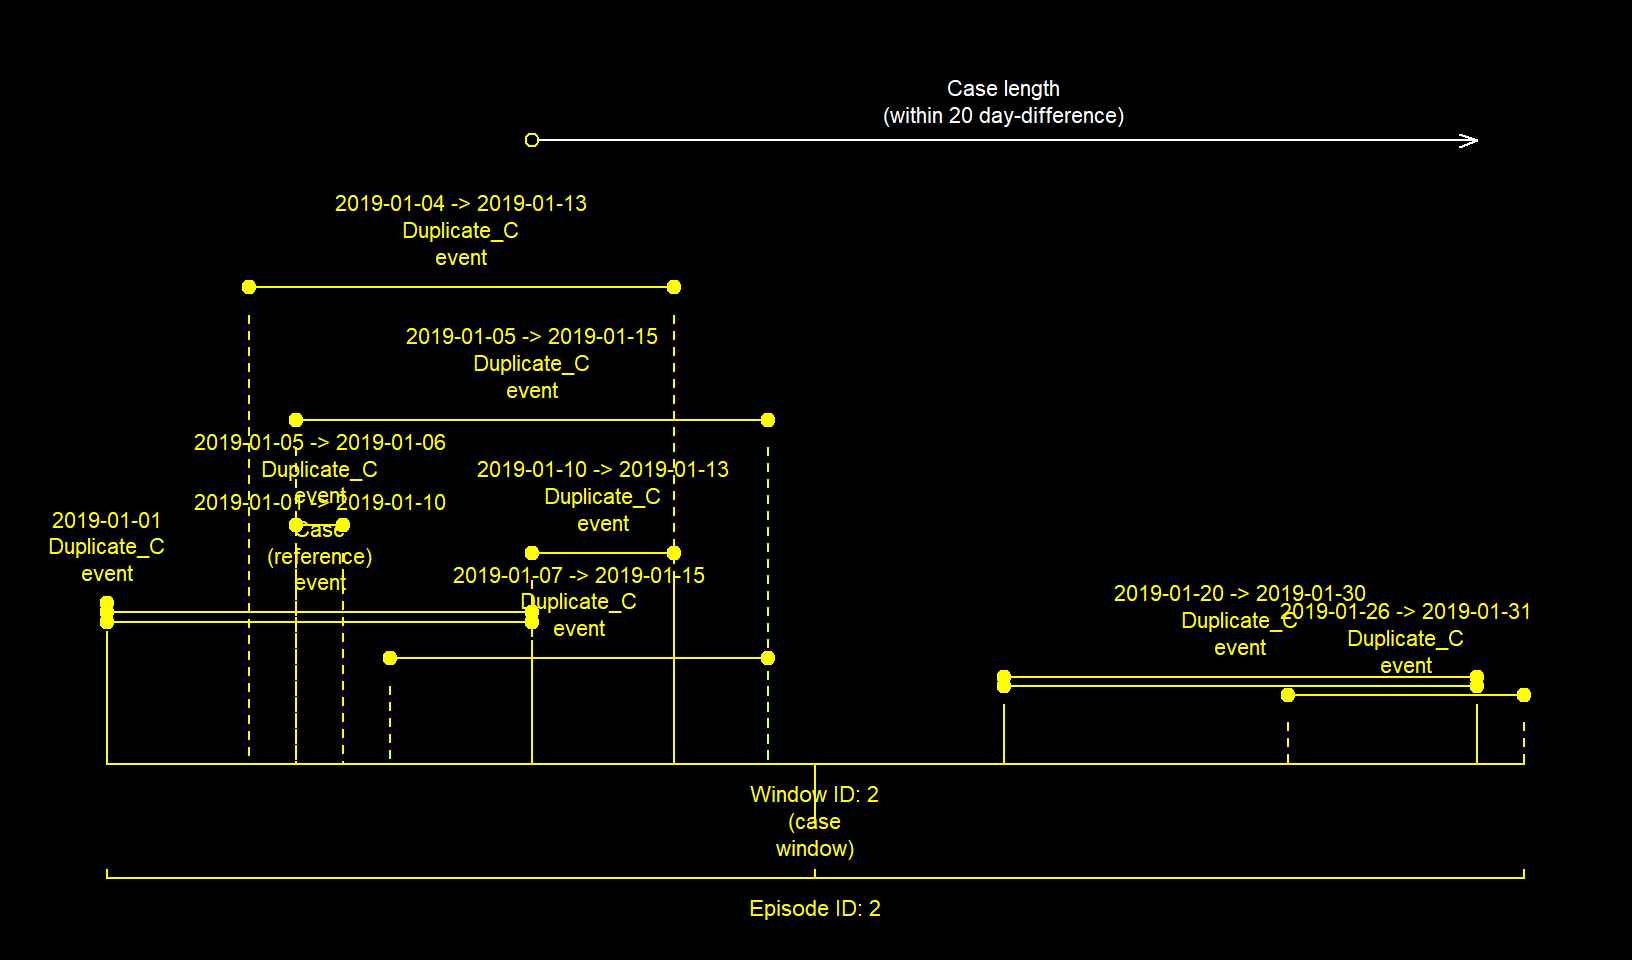 Case length
(within 20 day-difference)
2019-01-04 -> 2019-01-13
Duplicate_C
event
2019-01-05 -> 2019-01-15
Duplicate_C
event
2019-01-05 -> 2019-01-06
Duplicate_C
event
2019-01-01 -> 2019-01-10
Case
(reference)
event
2019-01-10 -> 2019-01-13
Duplicate_C
event
2019-01-01
Duplicate_C
event
2019-01-07 -> 2019-01-15
Duplicate_C
event
2019-01-20 -> 2019-01-30
Duplicate_C
event
2019-01-26 -> 2019-01-31
Duplicate_C
event
Window ID: 2
(case
window)
Episode ID: 2